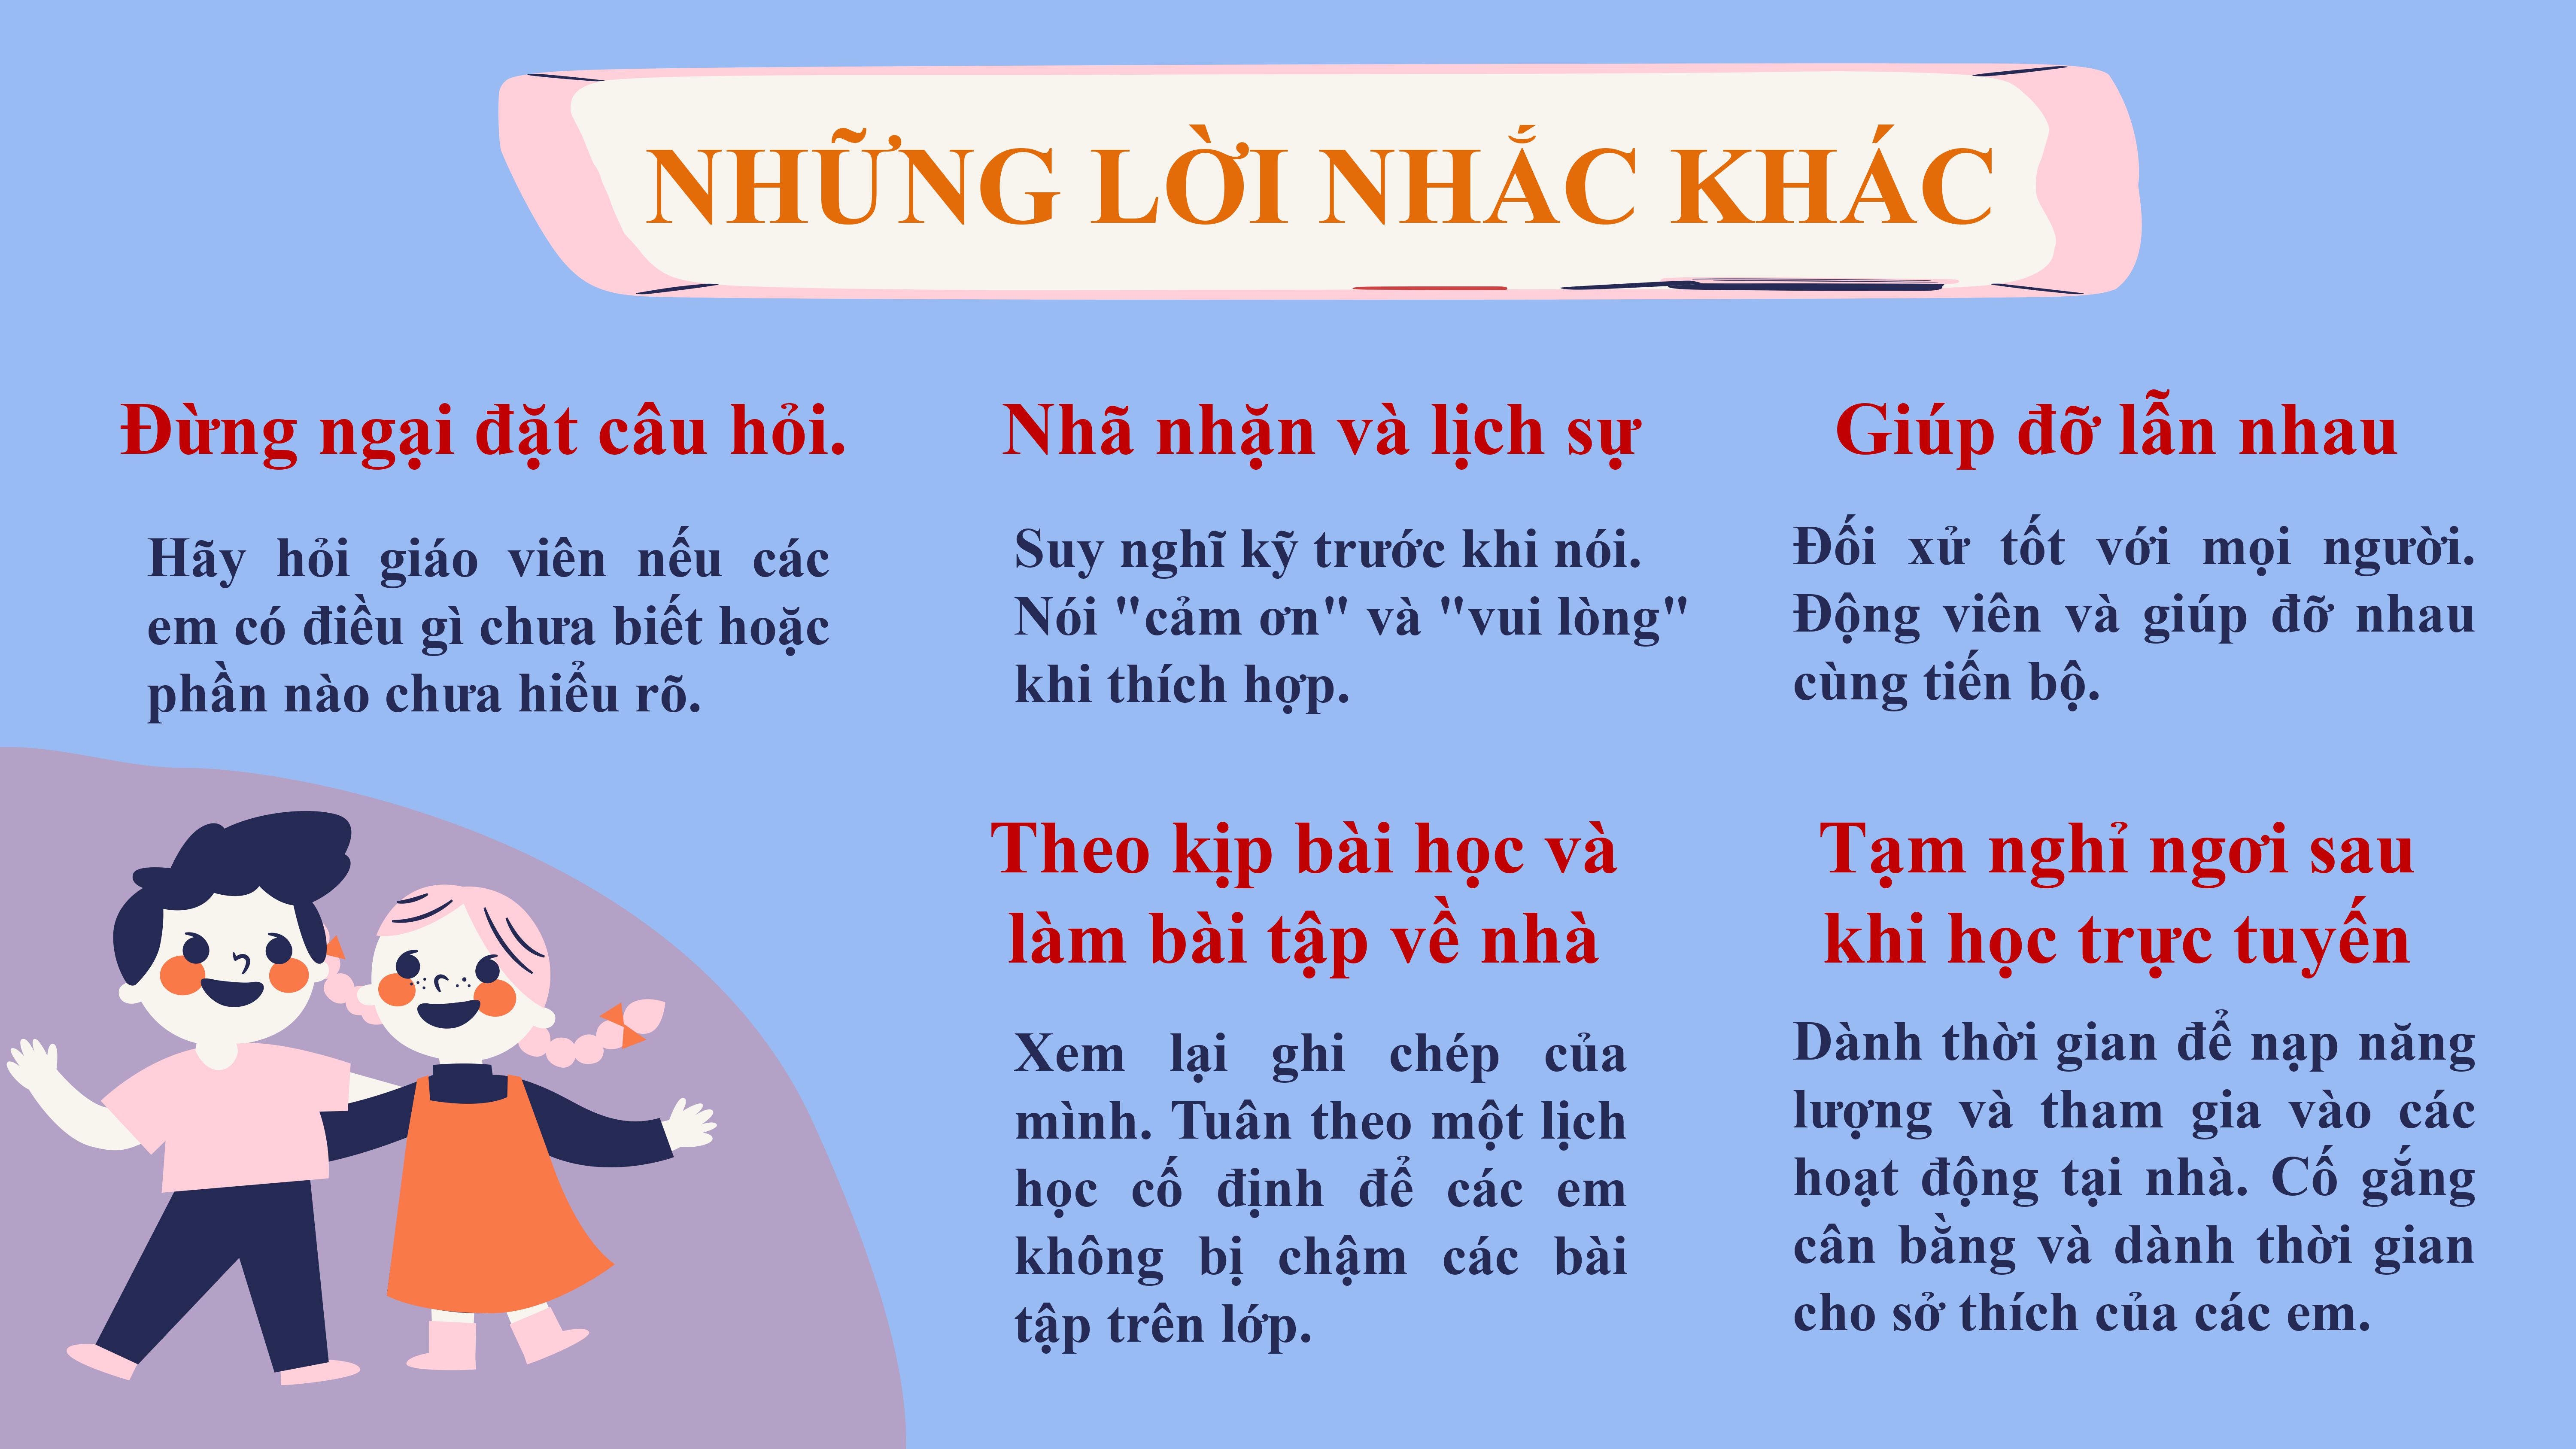 NHỮNG LỜI NHẮC KHÁC
Đừng ngại đặt câu hỏi.
Hãy hỏi giáo viên nếu các
em có điều gì chưa biết hoặc
phần nào chưa hiểu rõ.
Nhã nhặn và lịch sự
Suy nghĩ kỹ trước khi nói.
Nói "cảm ơn" và "vui lòng"
khi thích hợp.
Giúp đỡ lẫn nhau
Đối xử tốt với mọi người.
Động viên và giúp đỡ nhau
cùng tiến bộ.
Theo kịp bài học và
làm bài tập về nhà
Xem lại ghi chép của
mình. Tuân theo một lịch
học cố định để các em
không bị chậm các bài
tập trên lớp.
Tạm nghỉ ngơi sau
khi học trực tuyến
Dành thời gian để nạp năng
lượng và tham gia vào các
hoạt động tại nhà. Cố gắng
cân bằng và dành thời gian
cho sở thích của các em.